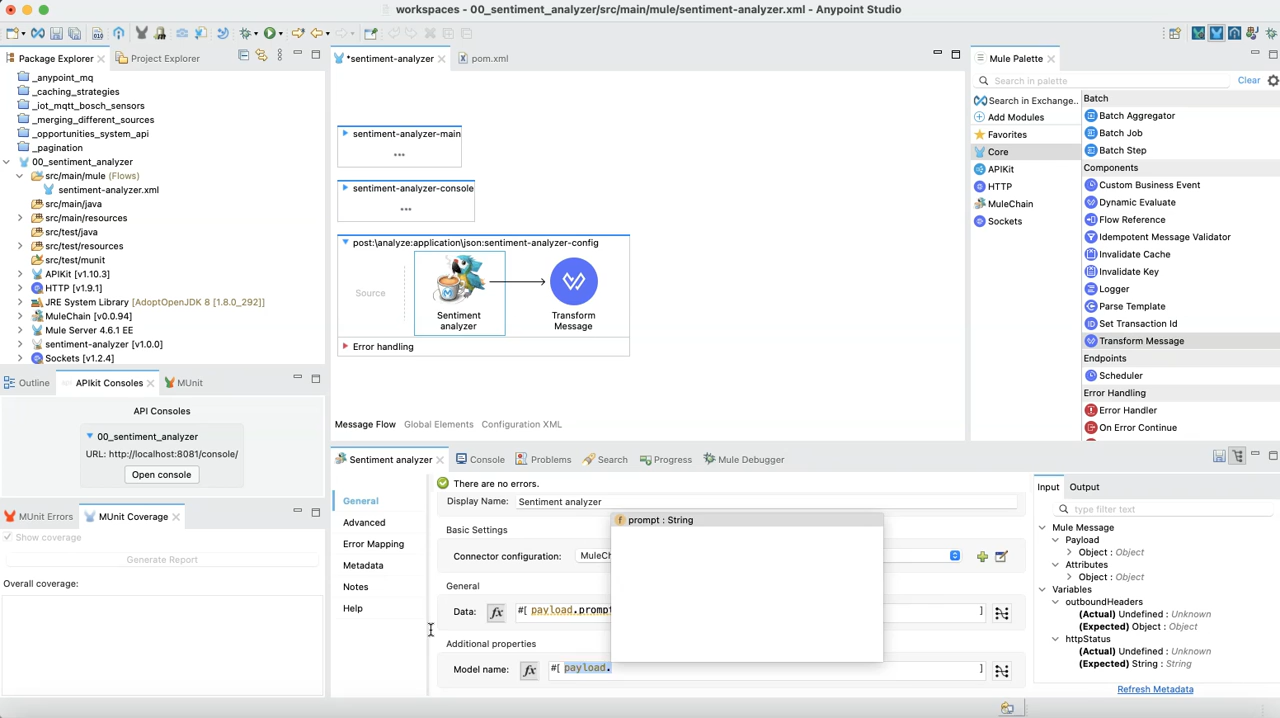 workspaces - 00_sentiment_analyzer/src/main/mule/sentiment-analyzer.xml - Anypoint Studio
Package Explorer
Project Explorer
_anypoint_mq
_caching_strategies
_iot_mqtt_bosch_sensors
_merging_different_sources
_opportunities_system_api
_pagination
00_sentiment_analyzer
src/main/mule (Flows)
sentiment-analyzer.xml
src/main/java
src/main/resources
src/test/java
src/test/resources
src/test/munit
APIKit [v1.10.3]
HTTP [v1.9.1]
JRE System Library [AdoptOpenJDK 8 [1.8.0_292]]
MuleChain [v0.0.94]
Mule Server 4.6.1 EE
sentiment-analyzer [v1.0.0]
Sockets [v1.2.4]
Outline
APIkit Consoles
MUnit
API Consoles
00_sentiment_analyzer
URL: http://localhost:8081/console/
Open console
MUnit Errors
MUnit Coverage
Show coverage
Generate Report
Overall coverage:
*sentiment-analyzer
pom.xml
sentiment-analyzer-main
sentiment-analyzer-console
post:\analyze:application\json:sentiment-analyzer-config
Source
Sentiment analyzer
Transform Message
Error handling
Message Flow
Global Elements
Configuration XML
Mule Palette
Search in palette
Clear
Search in Exchange..
Add Modules
Favorites
Core
APIKit
HTTP
MuleChain
Sockets
Batch
Batch Aggregator
Batch Job
Batch Step
Components
Custom Business Event
Dynamic Evaluate
Flow Reference
Idempotent Message Validator
Invalidate Cache
Invalidate Key
Logger
Parse Template
Set Transaction Id
Transform Message
Endpoints
Scheduler
Error Handling
Error Handler
On Error Continue
Sentiment analyzer
Console
Problems
Search
Progress
Mule Debugger
General
Advanced
Error Mapping
Metadata
Notes
Help
There are no errors.
Display Name: Sentiment analyzer
Basic Settings
Connector configuration: MuleCh
prompt : String
General
Data: fx #[ payload.prompt ]
Additional properties
Model name: fx #[ payload. ]
Input
Output
type filter text
Mule Message
Payload
Object : Object
Attributes
Object : Object
Variables
outboundHeaders
(Actual) Undefined : Unknown
(Expected) Object : Object
httpStatus
(Actual) Undefined : Unknown
(Expected) String : String
Refresh Metadata